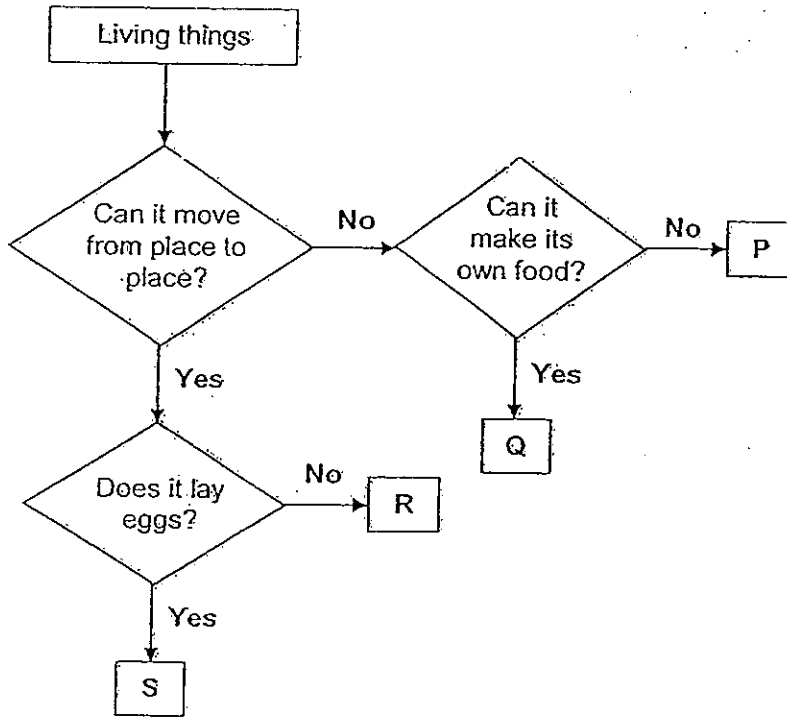 Living things
Can it move
from place to
place?
No
Can it
make its
own food?
No
P
Yes
Q
Yes
Does it lay
eggs?
No
R
Yes
S